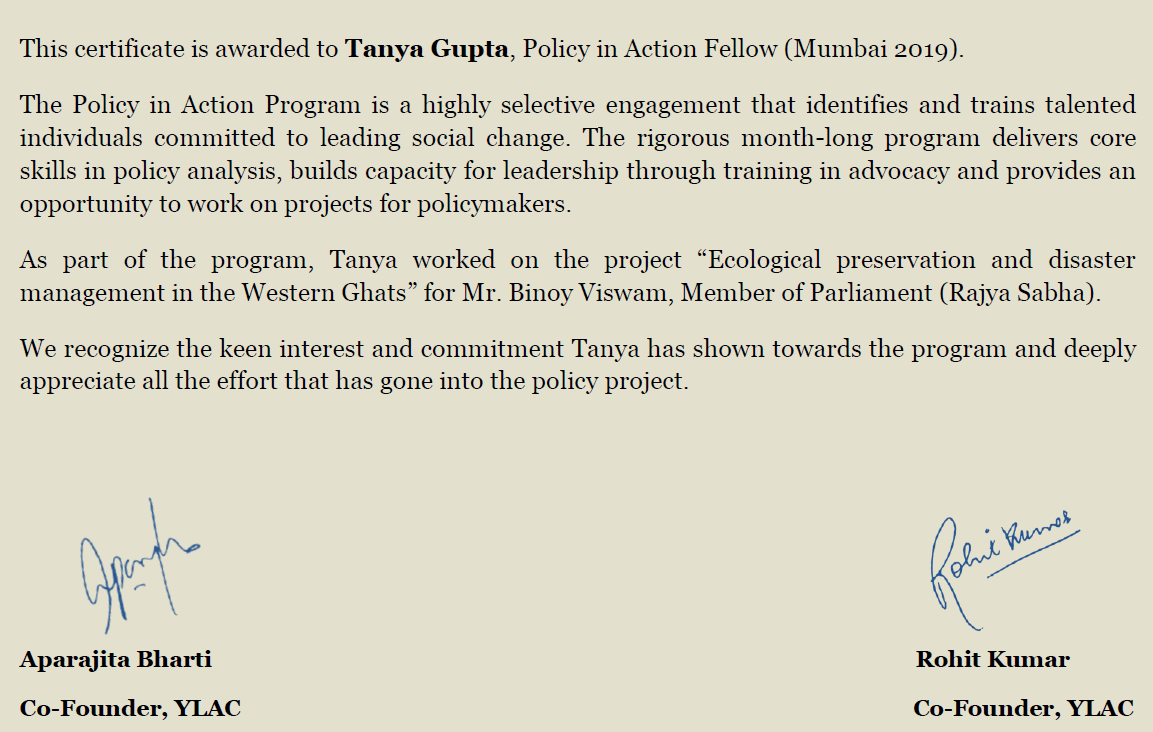 This certificate is awarded to Tanya Gupta, Policy in Action Fellow (Mumbai 2019).
The Policy in Action Program is a highly selective engagement that identifies and trains talented
individuals committed to leading social change. The rigorous month-long program delivers core
skills in policy analysis, builds capacity for leadership through training in advocacy and provides an
opportunity to work on projects for policymakers.
As part of the program, Tanya worked on the project “Ecological preservation and disaster
management in the Western Ghats” for Mr. Binoy Viswam, Member of Parliament (Rajya Sabha).
We recognize the keen interest and commitment Tanya has shown towards the program and deeply
appreciate all the effort that has gone into the policy project.
Rohit Kumar
Aparajita Bharti
Rohit Kumar
Co-Founder, YLAC
Co-Founder, YLAC